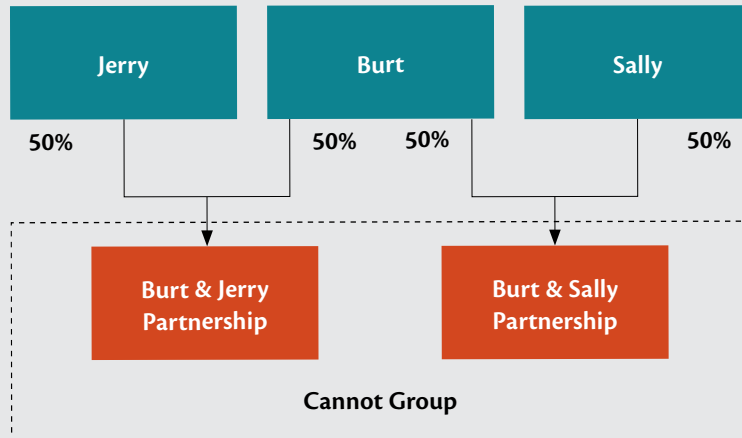 Jerry
Burt
Sally
50%
50%
50%
50%
Burt & Jerry
Partnership
Burt & Sally
Partnership
Cannot Group